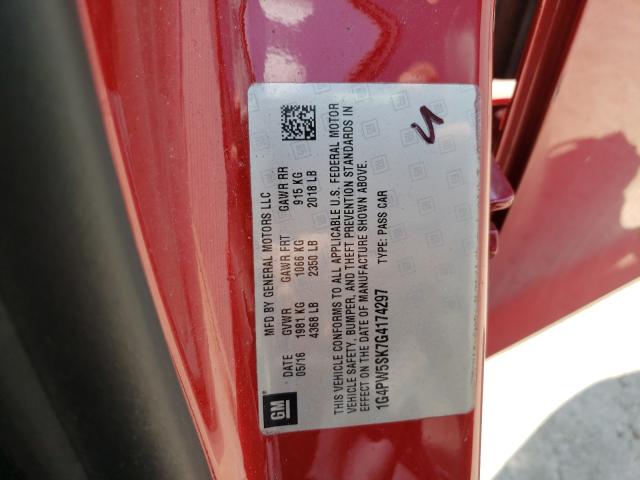 GM
MFD BY GENERAL MOTORS LLC
DATE GVWR GAWR FRT GAWR RR
05/16 1981 KG 1066 KG 915 KG
4368 LB 2350 LB 2018 LB
THIS VEHICLE CONFORMS TO ALL APPLICABLE U.S. FEDERAL MOTOR
VEHICLE SAFETY, BUMPER, AND THEFT PREVENTION STANDARDS IN
EFFECT ON THE DATE OF MANUFACTURE SHOWN ABOVE.
1G4PW5SK7G4174297 TYPE: PASS CAR